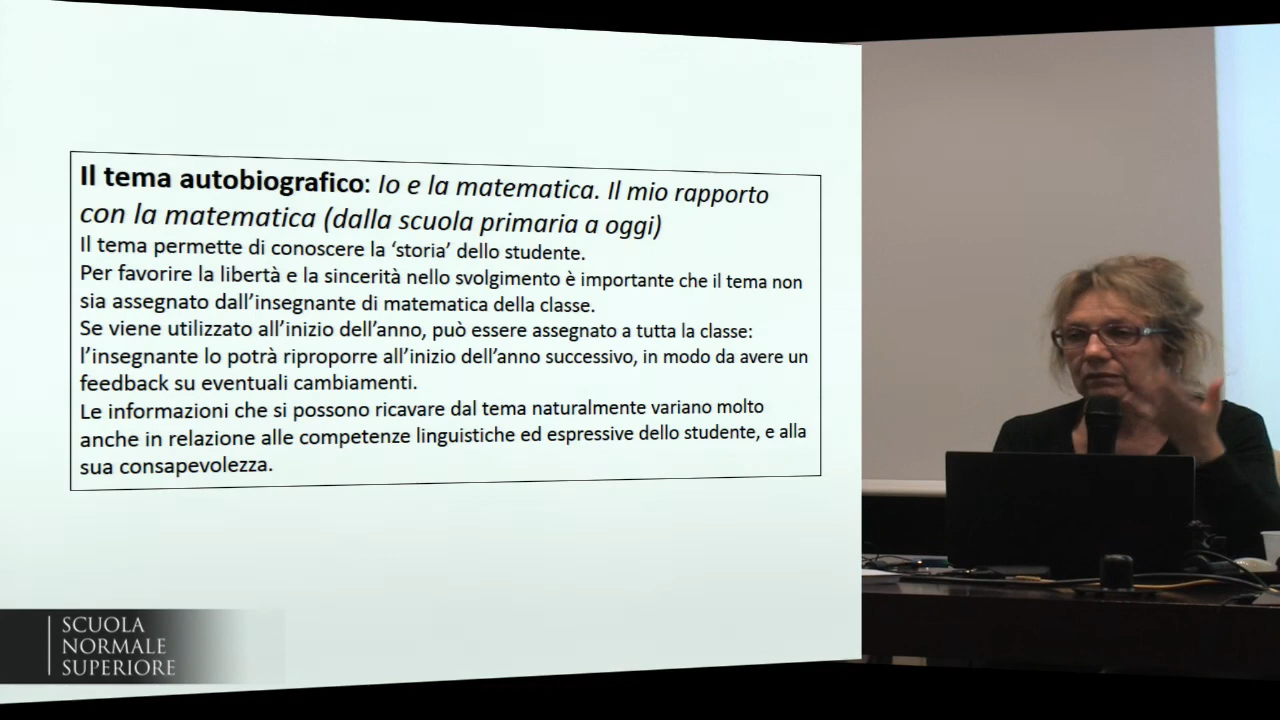 Il tema autobiografico: Io e la matematica. Il mio rapporto
con la matematica (dalla scuola primaria a oggi)
Il tema permette di conoscere la ‘storia’ dello studente.
Per favorire la libertà e la sincerità nello svolgimento è importante che il tema non
sia assegnato dall’insegnante di matematica della classe.
Se viene utilizzato all’inizio dell’anno, può essere assegnato a tutta la classe:
l’insegnante lo potrà riproporre all’inizio dell’anno successivo, in modo da avere un
feedback su eventuali cambiamenti.
Le informazioni che si possono ricavare dal tema naturalmente variano molto
anche in relazione alle competenze linguistiche ed espressive dello studente, e alla
sua consapevolezza.
SCUOLA
NORMALE
SUPERIORE